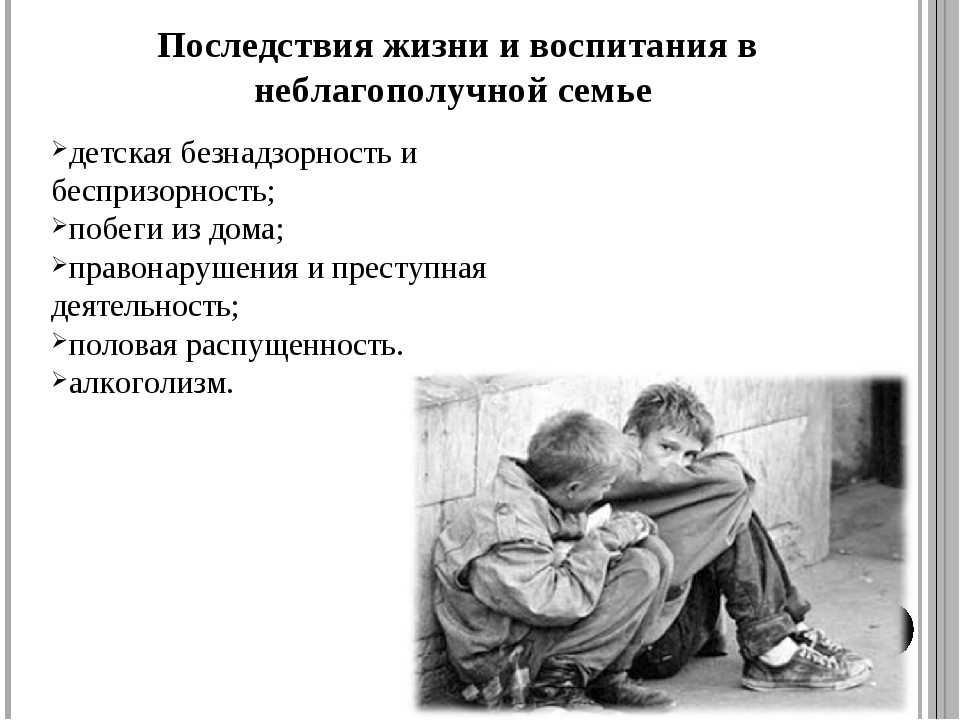 Последствия жизни и воспитания в
неблагополучной семье
➢детская безнадзорность и
беспризорность;
➢побеги из дома;
➢правонарушения и преступная
деятельность;
➢половая распущенность.
➢алкоголизм.